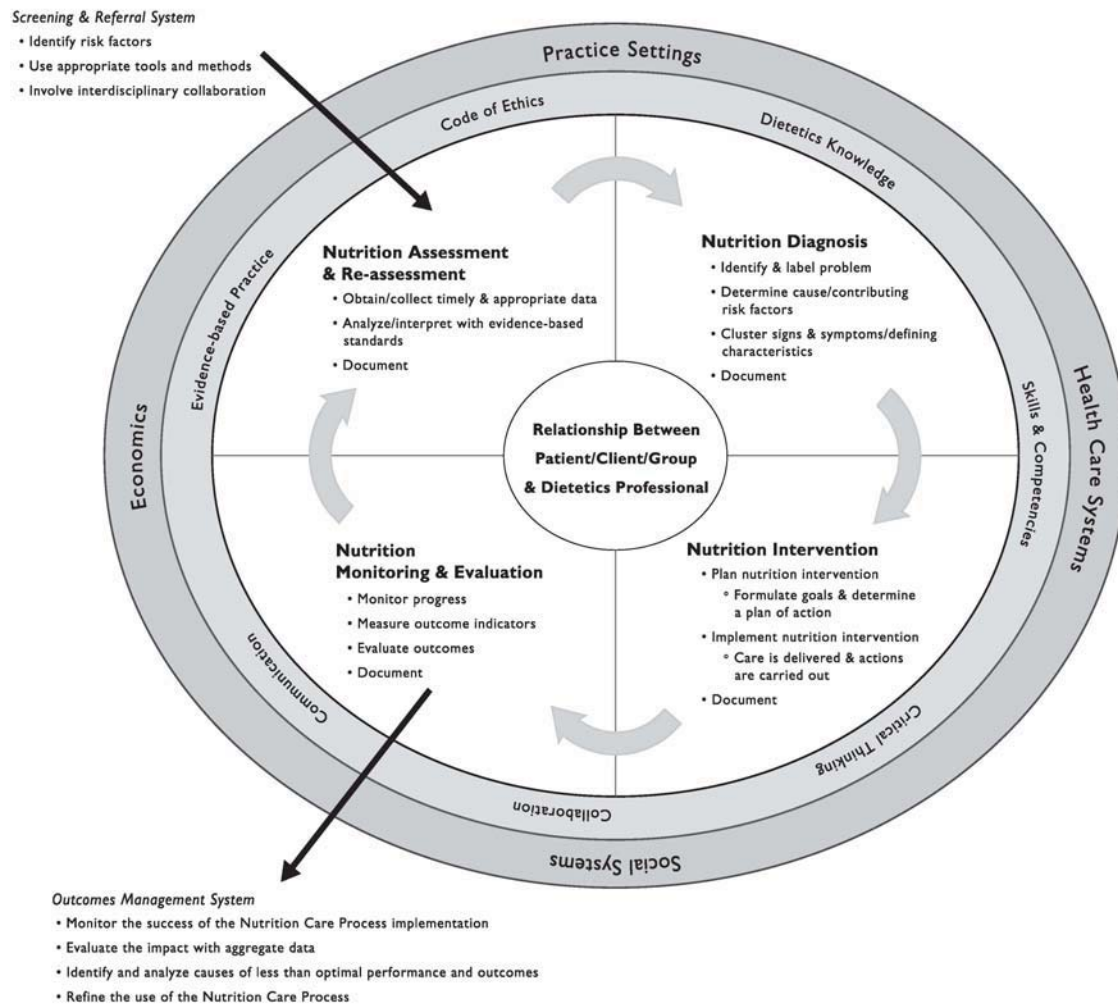 Screening & Referral System
• Identify risk factors
• Use appropriate tools and methods
• Involve interdisciplinary collaboration
Practice Settings
Code of Ethics
Dietetics Knowledge
Evidence-based Practice
Economics
Skills & Competencies
Health Care Systems
Nutrition Assessment
& Re-assessment
• Obtain/collect timely & appropriate data
• Analyze/interpret with evidence-based
standards
• Document
Nutrition Diagnosis
• Identify & label problem
• Determine cause/contributing
risk factors
• Cluster signs & symptoms/defining
characteristics
• Document
Relationship Between
Patient/Client/Group
& Dietetics Professional
Nutrition
Monitoring & Evaluation
• Monitor progress
• Measure outcome indicators
• Evaluate outcomes
• Document
Nutrition Intervention
• Plan nutrition intervention
° Formulate goals & determine
a plan of action
• Implement nutrition intervention
° Care is delivered & actions
are carried out
• Document
Communication
Critical Thinking
Collaboration
Social Systems
Outcomes Management System
• Monitor the success of the Nutrition Care Process implementation
• Evaluate the impact with aggregate data
• Identify and analyze causes of less than optimal performance and outcomes
• Refine the use of the Nutrition Care Process